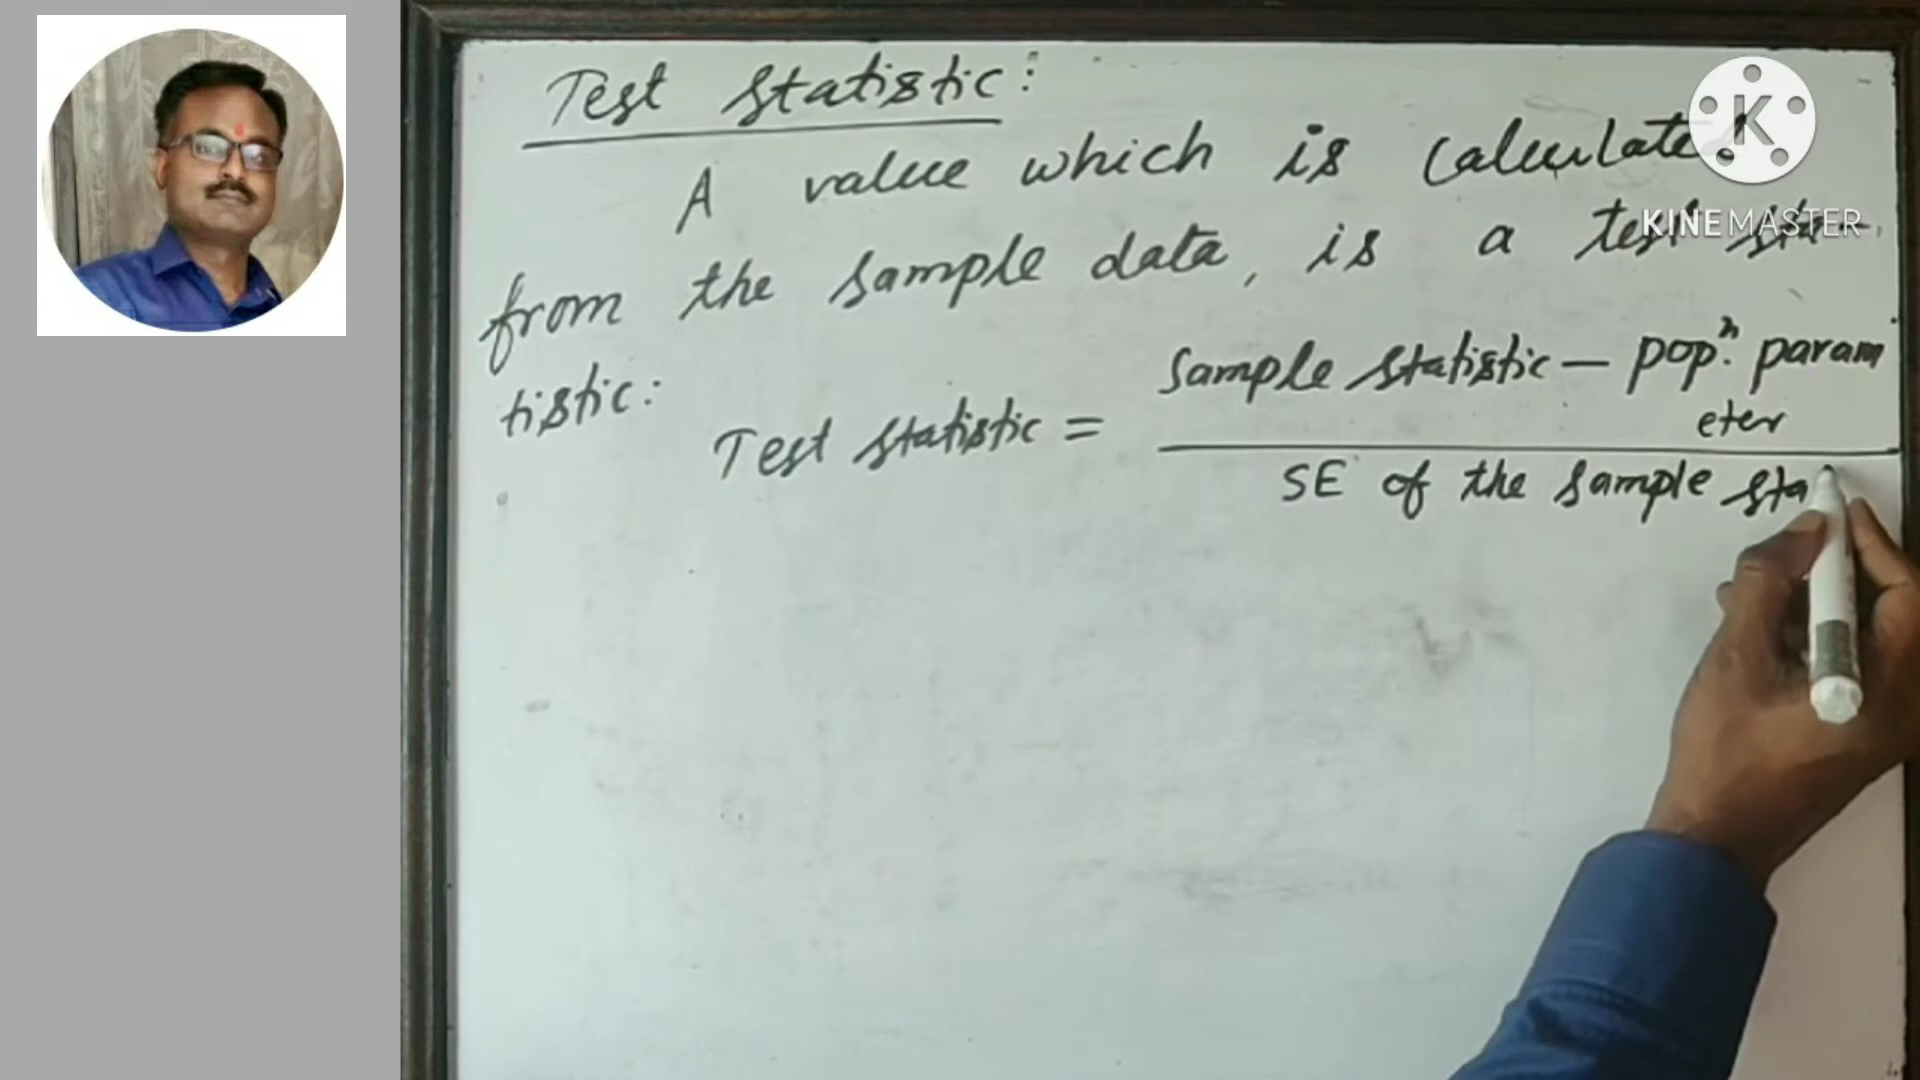 Test Statistic:
A value which is calculated
from the sample data, is a test sta-
tistic:
Test statistic = Sample Statistic — popⁿ. param
eter
SE of the sample sta
K
KINEMASTER